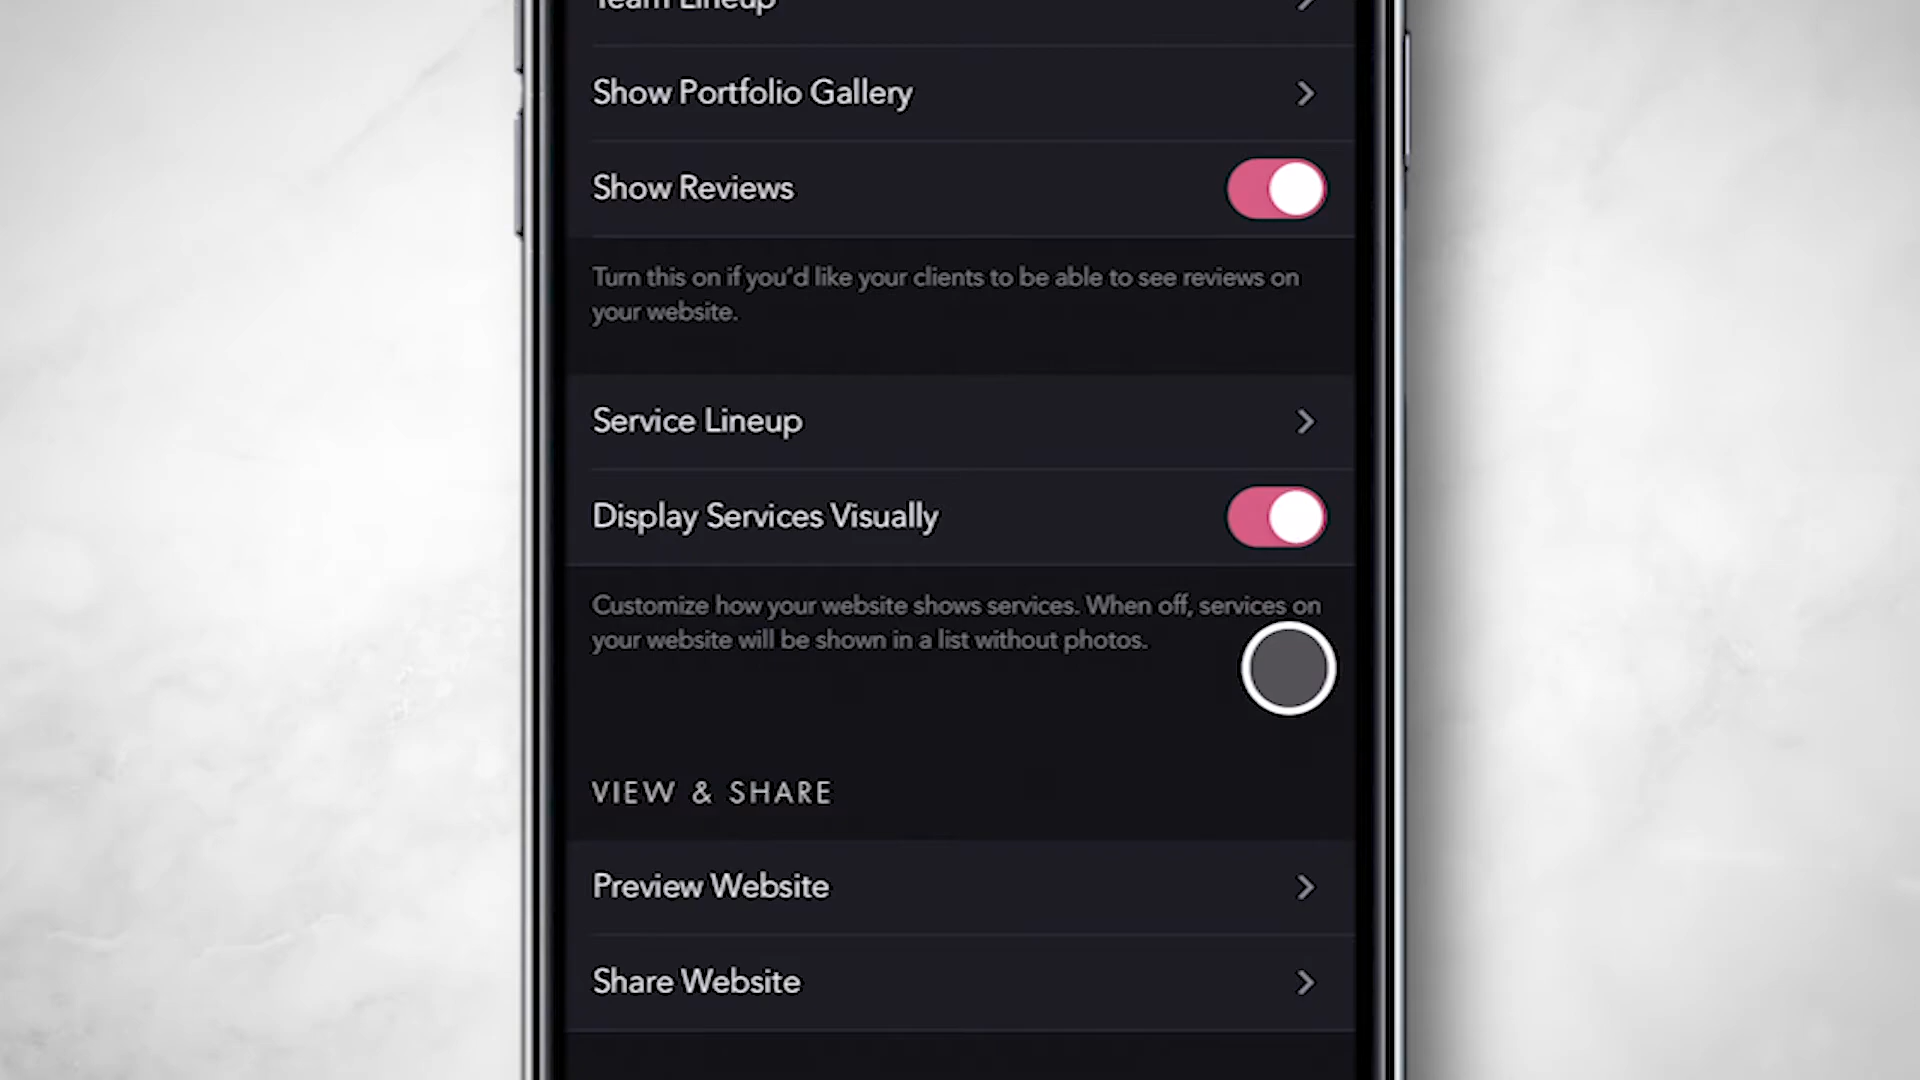 Team Lineup
Show Portfolio Gallery
Show Reviews
Turn this on if you'd like your clients to be able to see reviews on
your website.
Service Lineup
Display Services Visually
Customize how your website shows services. When off, services on
your website will be shown in a list without photos.
VIEW & SHARE
Preview Website
Share Website